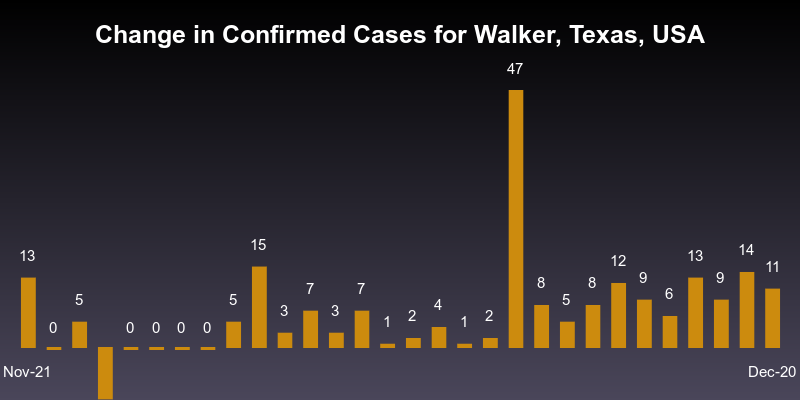 Change in Confirmed Cases for Walker, Texas, USA
13 0 5 0 0 0 0 5 15 3 7 3 7 1 2 4 1 2 47 8 5 8 12 9 6 13 9 14 11
Nov-21 Dec-20